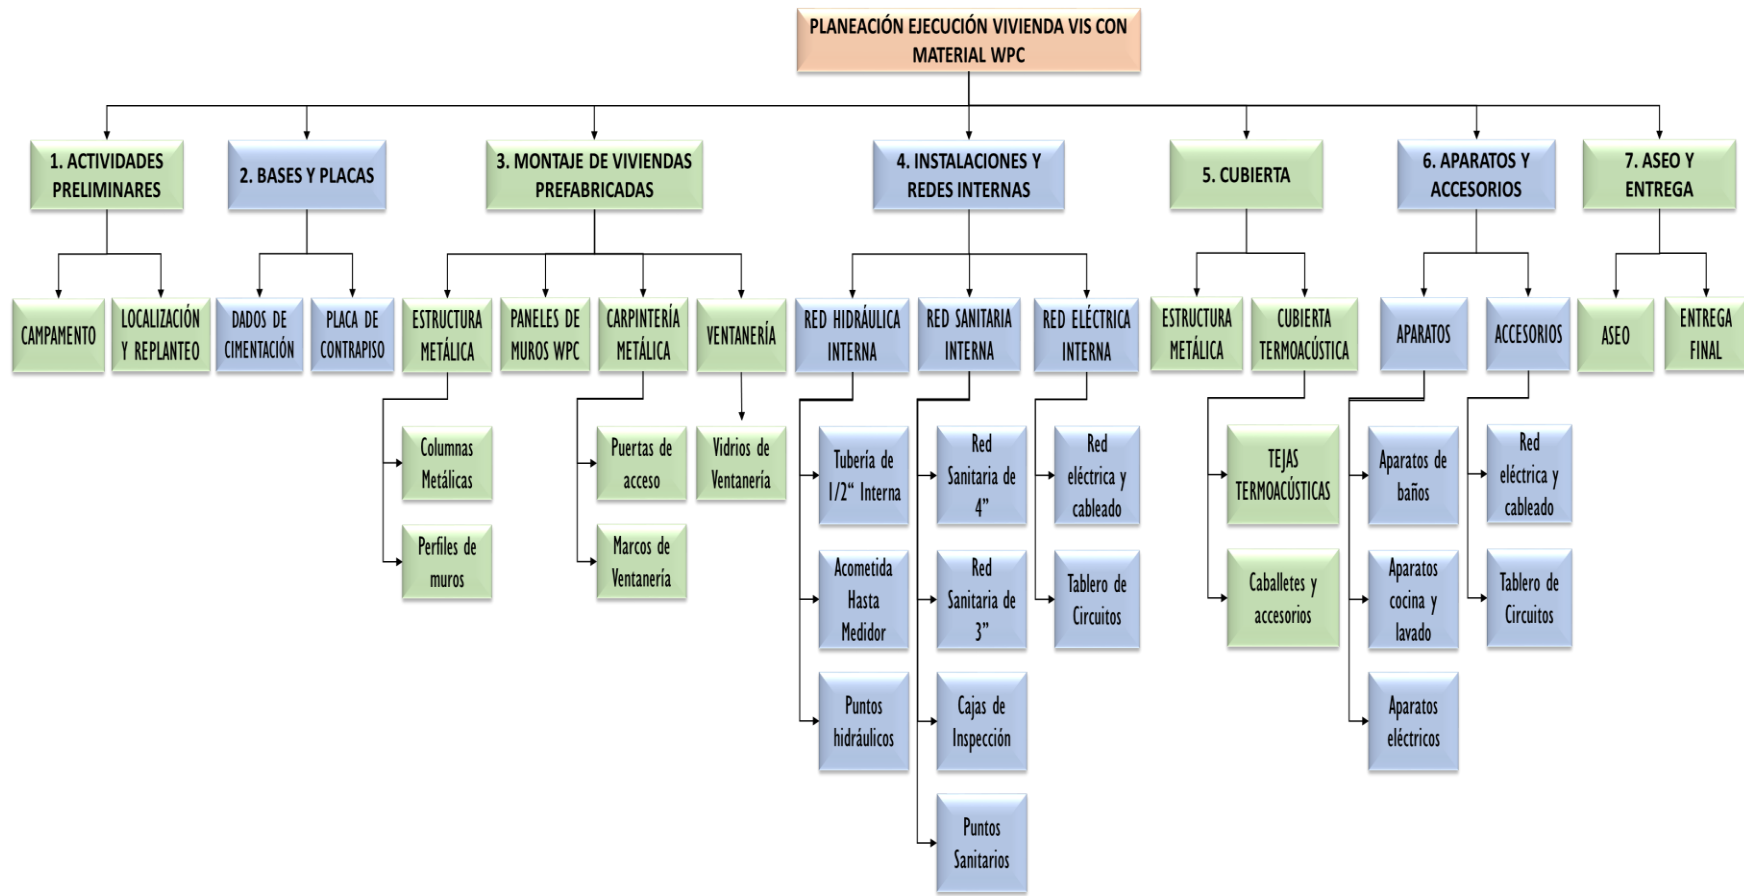 PLANEACIÓN EJECUCIÓN VIVIENDA VIS CON
MATERIAL WPC
1. ACTIVIDADES
PRELIMINARES
2. BASES Y PLACAS
3. MONTAJE DE VIVIENDAS
PREFABRICADAS
4. INSTALACIONES Y
REDES INTERNAS
5. CUBIERTA
6. APARATOS Y
ACCESORIOS
7. ASEO Y
ENTREGA
CAMPAMENTO
LOCALIZACIÓN
Y REPLANTEO
DADOS DE
CIMENTACIÓN
PLACA DE
CONTRAPISO
ESTRUCTURA
METÁLICA
PANELES DE
MUROS WPC
CARPINTERÍA
METÁLICA
VENTANERÍA
RED HIDRÁULICA
INTERNA
RED SANITARIA
INTERNA
RED ELÉCTRICA
INTERNA
ESTRUCTURA
METÁLICA
CUBIERTA
TERMOACÚSTICA
APARATOS
ACCESORIOS
ASEO
ENTREGA
FINAL
Columnas
Metálicas
Puertas de
acceso
Vidrios de
Ventanería
Tubería de
1/2“ Interna
Red
Sanitaria de
4”
Red
eléctrica y
cableado
TEJAS
TERMOACÚSTICAS
Aparatos de
baños
Red
eléctrica y
cableado
Perfiles de
muros
Marcos de
Ventanería
Acometida
Hasta
Medidor
Red
Sanitaria de
3”
Tablero de
Circuitos
Caballetes y
accesorios
Aparatos
cocina y
lavado
Tablero de
Circuitos
Puntos
hidráulicos
Cajas de
Inspección
Aparatos
eléctricos
Puntos
Sanitarios